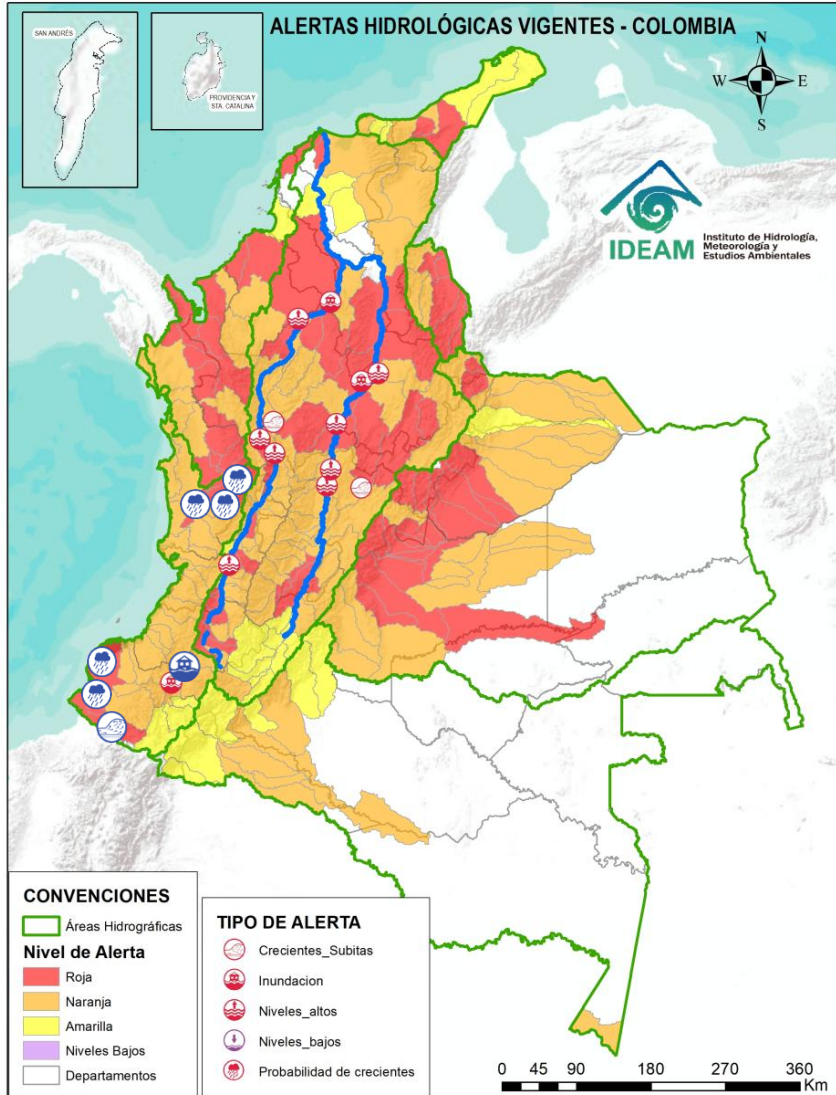 ALERTAS HIDROLÓGICAS VIGENTES - COLOMBIA
SAN ANDRÉS
PROVIDENCIA Y
STA. CATALINA
N
W
E
S
IDEAM
Instituto de Hidrología,
Meteorología y
Estudios Ambientales
CONVENCIONES
Áreas Hidrográficas
Nivel de Alerta
Roja
Naranja
Amarilla
Niveles Bajos
Departamentos
TIPO DE ALERTA
Crecientes_Subitas
Inundacion
Niveles_altos
Niveles_bajos
Probabilidad de crecientes
0 45 90 180 270 360
Km